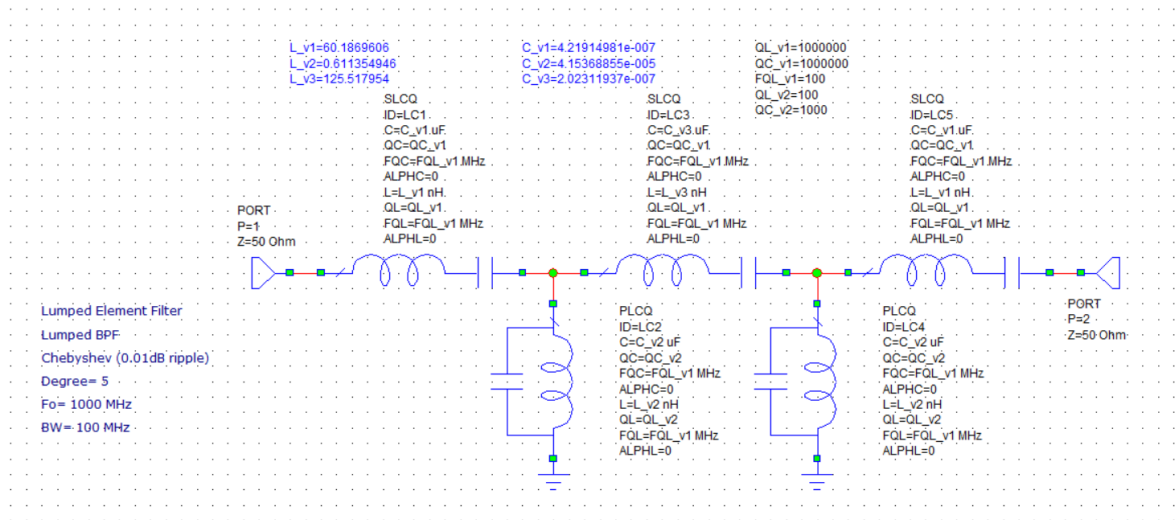 L_v1=60.1869606
L_v2=0.611354946
L_v3=125.517954
C_v1=4.21914981e-007
C_v2=4.15368855e-005
C_v3=2.02311937e-007
QL_v1=1000000
QC_v1=1000000
FQL_v1=100
QL_v2=100
QC_v2=1000
SLCQ
ID=LC1
C=C_v1 uF
QC=QC_v1
FQC=FQL_v1 MHz
ALPHC=0
L=L_v1 nH
QL=QL_v1
FQL=FQL_v1 MHz
ALPHL=0
SLCQ
ID=LC3
C=C_v3 uF
QC=QC_v1
FQC=FQL_v1 MHz
ALPHC=0
L=L_v3 nH
QL=QL_v1
FQL=FQL_v1 MHz
ALPHL=0
SLCQ
ID=LC5
C=C_v1 uF
QC=QC_v1
FQC=FQL_v1 MHz
ALPHC=0
L=L_v1 nH
QL=QL_v1
FQL=FQL_v1 MHz
ALPHL=0
PORT
P=1
Z=50 Ohm
PORT
P=2
Z=50 Ohm
Lumped Element Filter
Lumped BPF
Chebyshev (0.01dB ripple)
Degree= 5
Fo= 1000 MHz
BW= 100 MHz
PLCQ
ID=LC2
C=C_v2 uF
QC=QC_v2
FQC=FQL_v1 MHz
ALPHC=0
L=L_v2 nH
QL=QL_v2
FQL=FQL_v1 MHz
ALPHL=0
PLCQ
ID=LC4
C=C_v2 uF
QC=QC_v2
FQC=FQL_v1 MHz
ALPHC=0
L=L_v2 nH
QL=QL_v2
FQL=FQL_v1 MHz
ALPHL=0